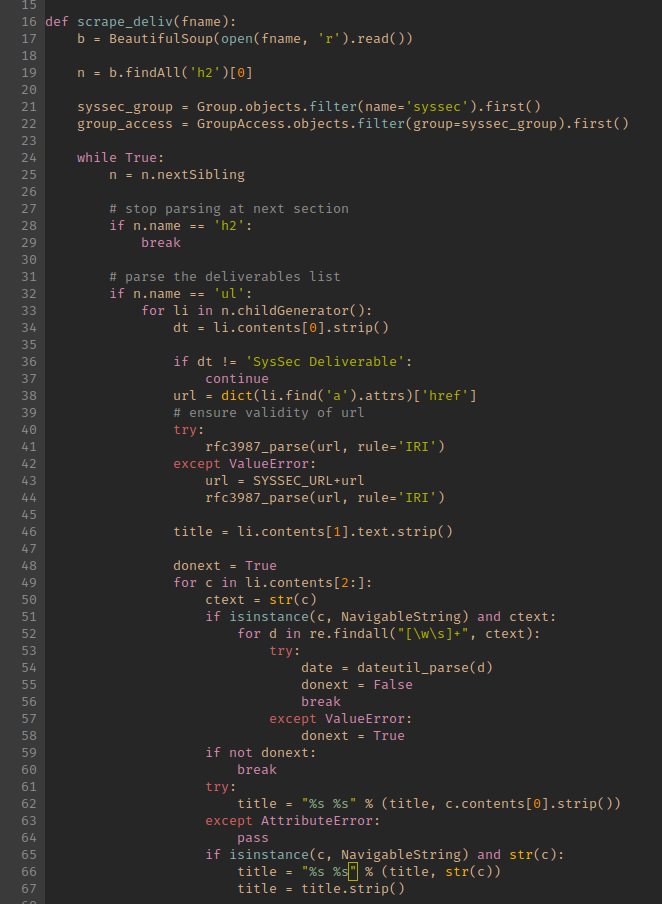 15
16 def scrape_deliv(fname):
17     b = BeautifulSoup(open(fname, 'r').read())
18
19     n = b.findAll('h2')[0]
20
21     syssec_group = Group.objects.filter(name='syssec').first()
22     group_access = GroupAccess.objects.filter(group=syssec_group).first()
23
24     while True:
25         n = n.nextSibling
26
27         # stop parsing at next section
28         if n.name == 'h2':
29             break
30
31         # parse the deliverables list
32         if n.name == 'ul':
33             for li in n.childGenerator():
34                 dt = li.contents[0].strip()
35
36                 if dt != 'SysSec Deliverable':
37                     continue
38                 url = dict(li.find('a').attrs)['href']
39                 # ensure validity of url
40                 try:
41                     rfc3987_parse(url, rule='IRI')
42                 except ValueError:
43                     url = SYSSEC_URL+url
44                     rfc3987_parse(url, rule='IRI')
45
46                 title = li.contents[1].text.strip()
47
48                 donext = True
49                 for c in li.contents[2:]:
50                     ctext = str(c)
51                     if isinstance(c, NavigableString) and ctext:
52                         for d in re.findall("[\w\s]+", ctext):
53                             try:
54                                 date = dateutil_parse(d)
55                                 donext = False
56                                 break
57                             except ValueError:
58                                 donext = True
59                     if not donext:
60                         break
61                     try:
62                         title = "%s %s" % (title, c.contents[0].strip())
63                     except AttributeError:
64                         pass
65                     if isinstance(c, NavigableString) and str(c):
66                         title = "%s %s" % (title, str(c))
67                         title = title.strip()